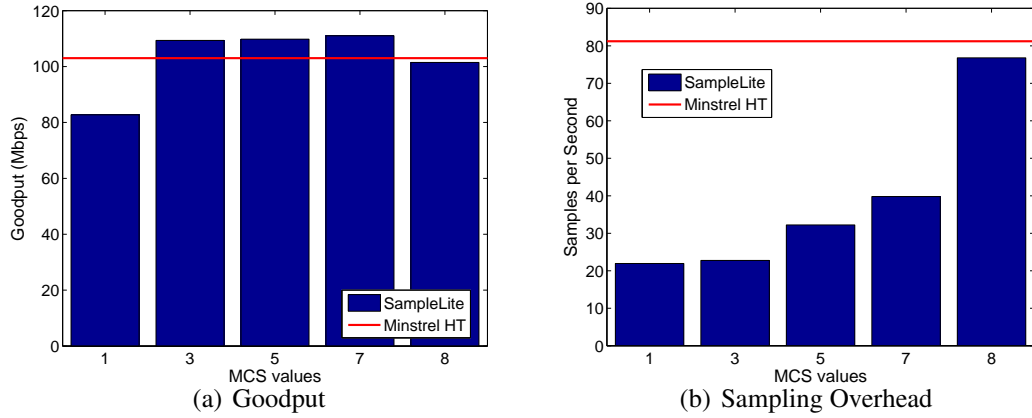 120
100
80
60
40
20
0
Goodput (Mbps)
SampleLite
Minstrel HT
1 3 5 7 8
MCS values
(a) Goodput
90
80
70
60
50
40
30
20
10
0
Samples per Second
SampleLite
Minstrel HT
1 3 5 7 8
MCS values
(b) Sampling Overhead